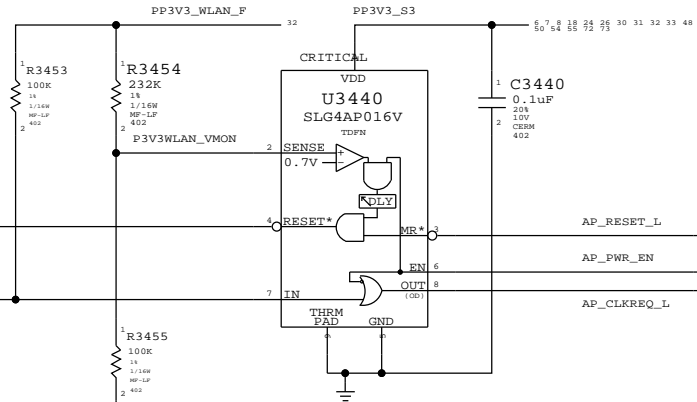 PP3V3_WLAN_F
32
PP3V3_S3
6 7 8 18 24 26 30 31 32 33 48
50 54 55 72 73
1
R3453
100K
1%
1/16W
MF-LF
402
2
1
R3454
232K
1%
1/16W
MF-LF
402
2
CRITICAL
VDD
U3440
SLG4AP016V
TDFN
1
C3440
0.1uF
20%
10V
CERM
402
2
P3V3WLAN_VMON
2
SENSE
0.7V
+
-
DLY
4
RESET*
MR*
3
AP_RESET_L
EN
6
AP_PWR_EN
7
IN
OUT
(OD)
8
AP_CLKREQ_L
THRM
PAD
GND
9
5
1
R3455
100K
1%
1/16W
MF-LF
402
2